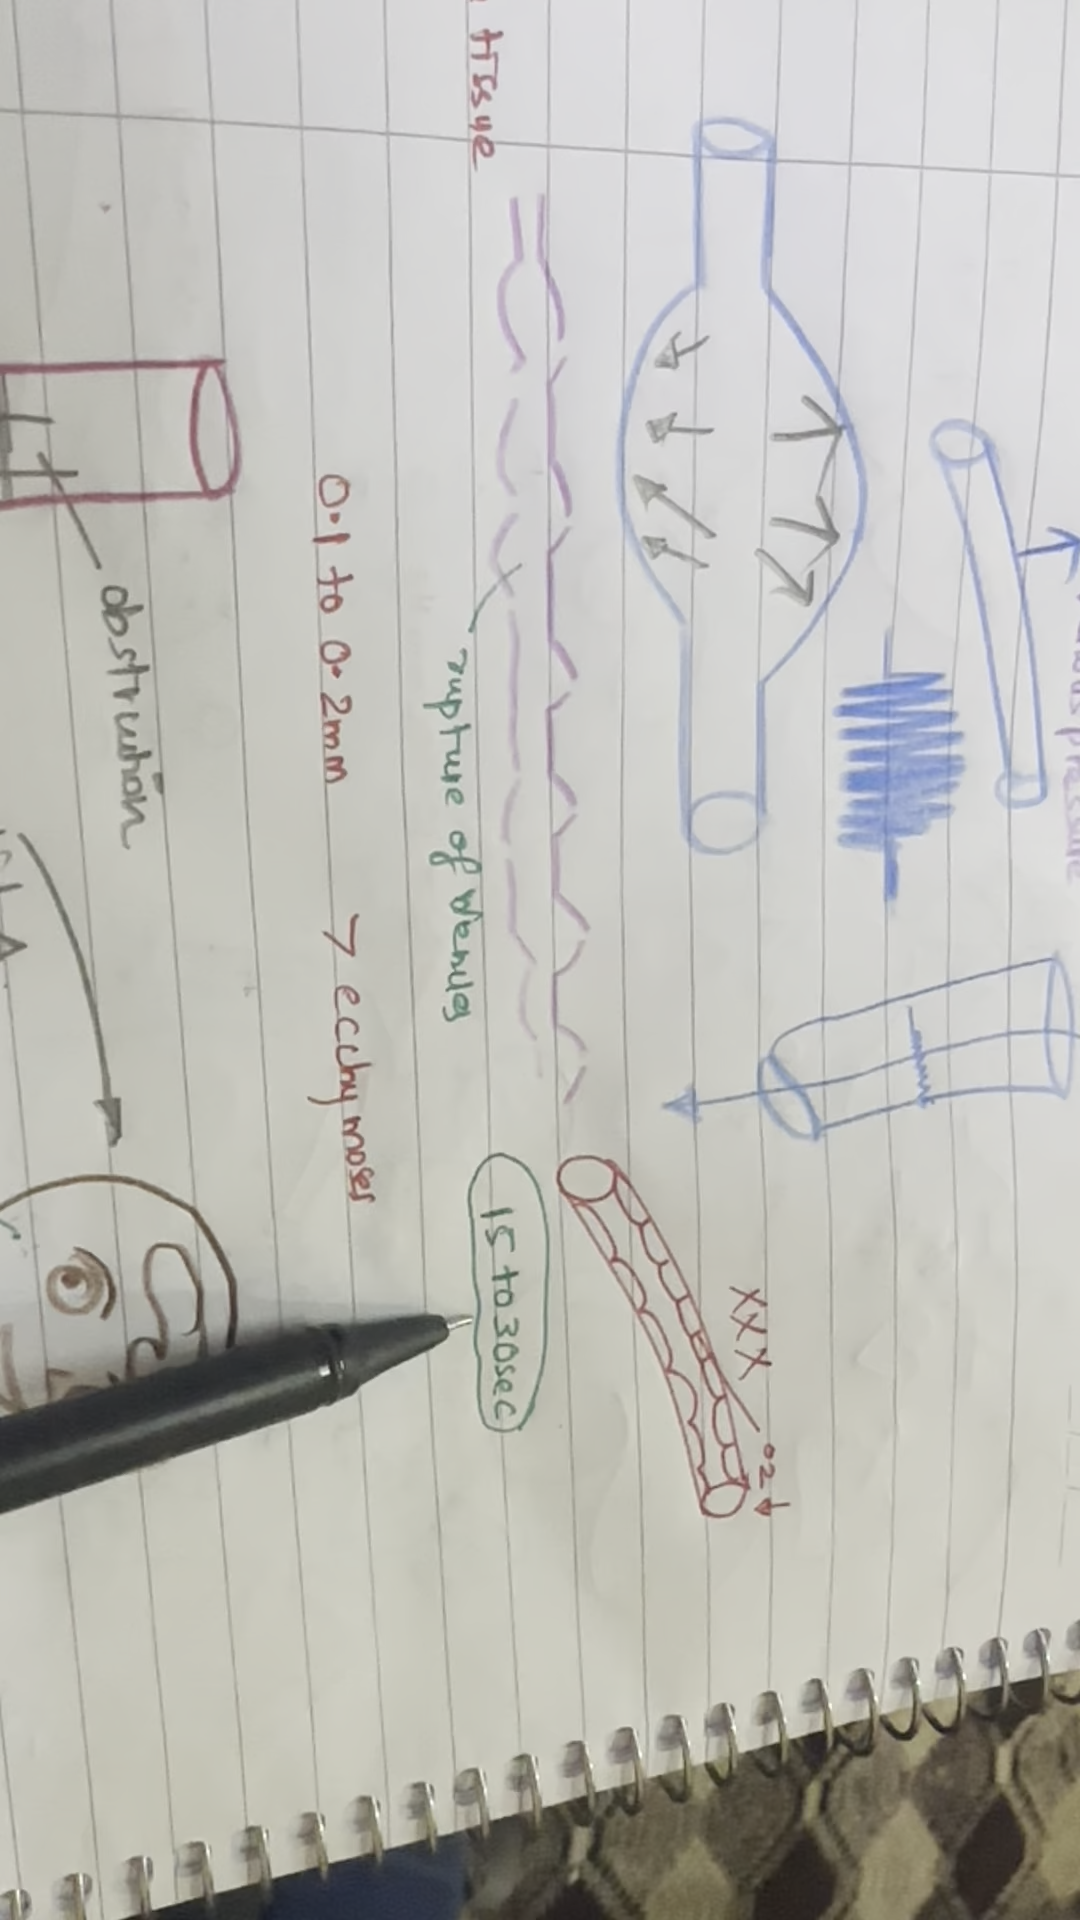 pressure
XXX
O2↓
tissue
rupture of venules
15 to 30sec
0.1 to 0.2mm > ecchymoses
obstruction